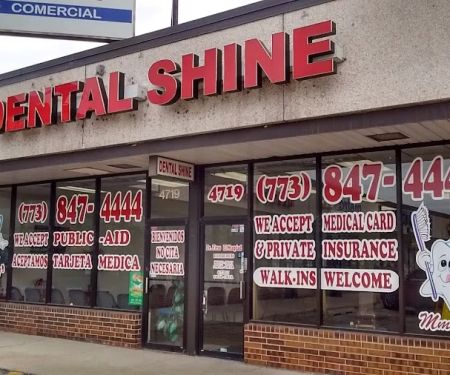 COMERCIAL
DENTAL SHINE
DENTAL SHINE
4719
4719
(773) 847-4444
WE ACCEPT PUBLIC-AID
ACEPTAMOS TARJETA MEDICA
BIENVENIDOS
NO CITA
NECESARIA
(773) 847-444
WE ACCEPT MEDICAL CARD
& PRIVATE INSURANCE
WALK-INS WELCOME